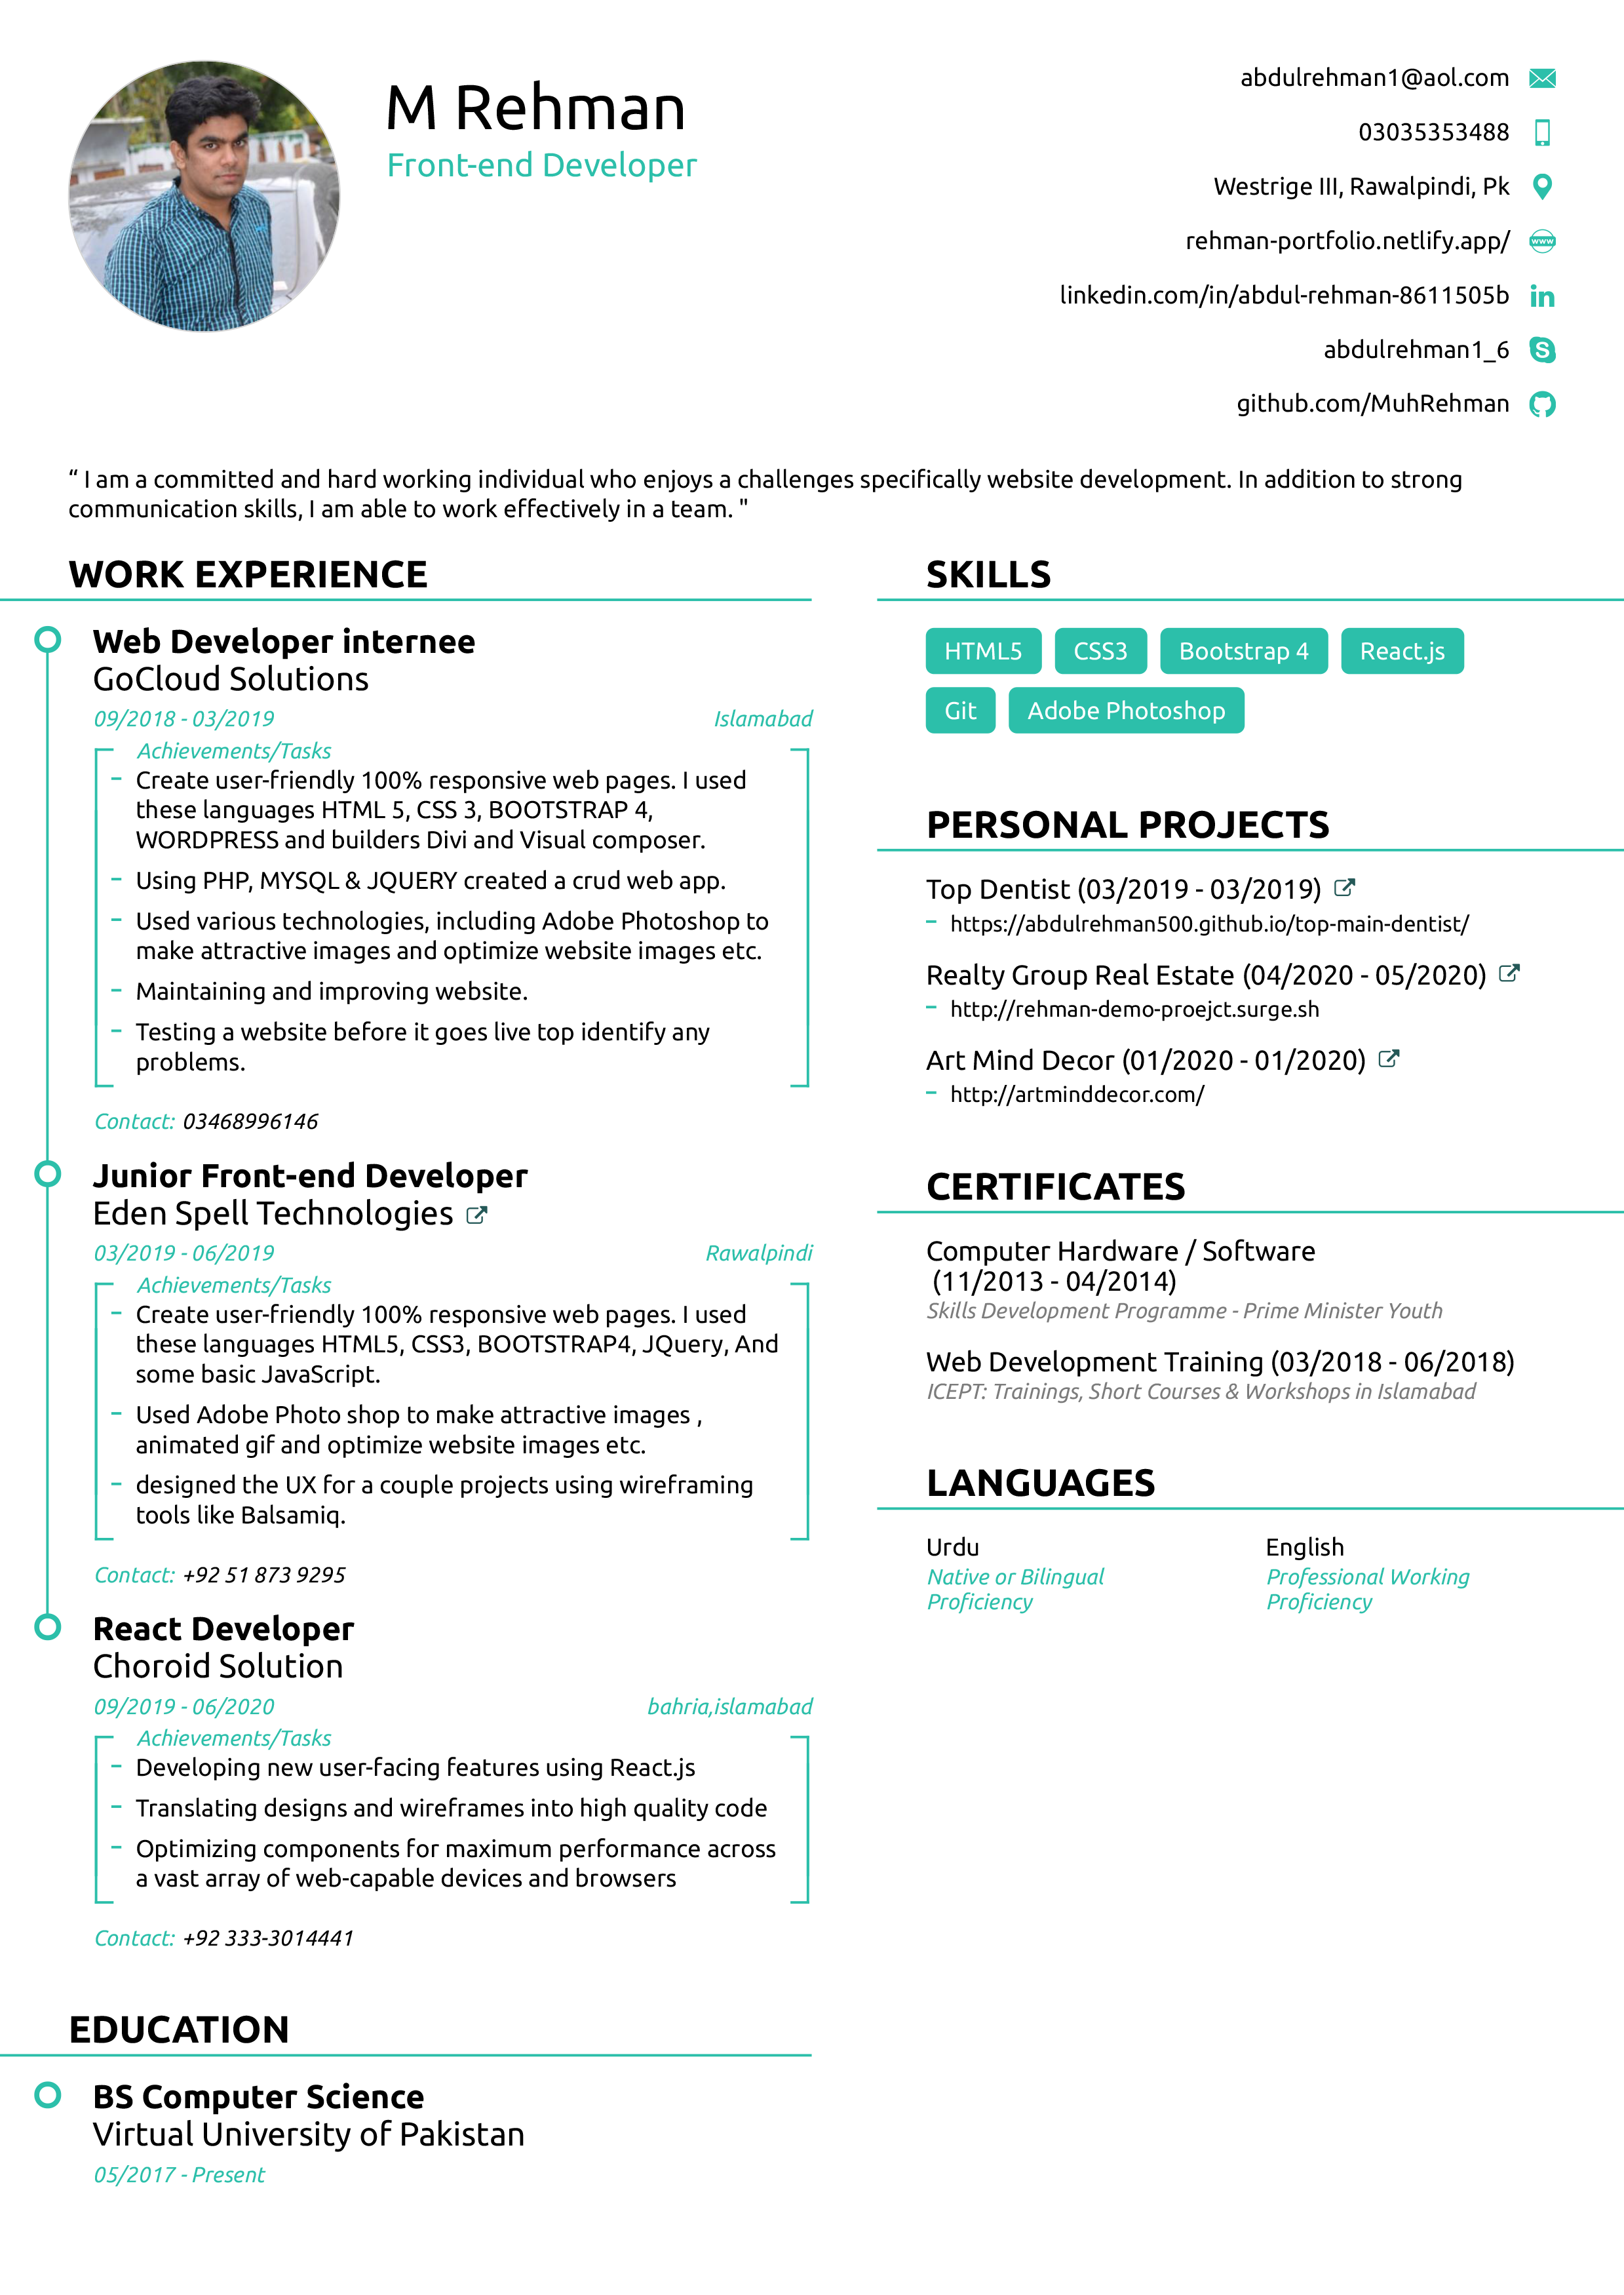 M Rehman
Front-end Developer
abdulrehman1@aol.com
03035353488
Westrige III, Rawalpindi, Pk
rehman-portfolio.netlify.app/
www
linkedin.com/in/abdul-rehman-8611505b
in
abdulrehman1_6
S
github.com/MuhRehman
“ I am a committed and hard working individual who enjoys a challenges specifically website development. In addition to strong
communication skills, I am able to work effectively in a team. "
WORK EXPERIENCE
Web Developer internee
GoCloud Solutions
09/2018 - 03/2019 Islamabad
Achievements/Tasks
– Create user-friendly 100% responsive web pages. I used
these languages HTML 5, CSS 3, BOOTSTRAP 4,
WORDPRESS and builders Divi and Visual composer.
– Using PHP, MYSQL & JQUERY created a crud web app.
– Used various technologies, including Adobe Photoshop to
make attractive images and optimize website images etc.
– Maintaining and improving website.
– Testing a website before it goes live top identify any
problems.
Contact: 03468996146
Junior Front-end Developer
Eden Spell Technologies
03/2019 - 06/2019 Rawalpindi
Achievements/Tasks
– Create user-friendly 100% responsive web pages. I used
these languages HTML5, CSS3, BOOTSTRAP4, JQuery, And
some basic JavaScript.
– Used Adobe Photo shop to make attractive images ,
animated gif and optimize website images etc.
– designed the UX for a couple projects using wireframing
tools like Balsamiq.
Contact: +92 51 873 9295
React Developer
Choroid Solution
09/2019 - 06/2020 bahria,islamabad
Achievements/Tasks
– Developing new user-facing features using React.js
– Translating designs and wireframes into high quality code
– Optimizing components for maximum performance across
a vast array of web-capable devices and browsers
Contact: +92 333-3014441
EDUCATION
BS Computer Science
Virtual University of Pakistan
05/2017 - Present
SKILLS
HTML5 CSS3 Bootstrap 4 React.js
Git Adobe Photoshop
PERSONAL PROJECTS
Top Dentist (03/2019 - 03/2019)
– https://abdulrehman500.github.io/top-main-dentist/
Realty Group Real Estate (04/2020 - 05/2020)
– http://rehman-demo-proejct.surge.sh
Art Mind Decor (01/2020 - 01/2020)
– http://artminddecor.com/
CERTIFICATES
Computer Hardware / Software
(11/2013 - 04/2014)
Skills Development Programme - Prime Minister Youth
Web Development Training (03/2018 - 06/2018)
ICEPT: Trainings, Short Courses & Workshops in Islamabad
LANGUAGES
Urdu
Native or Bilingual
Proficiency
English
Professional Working
Proficiency